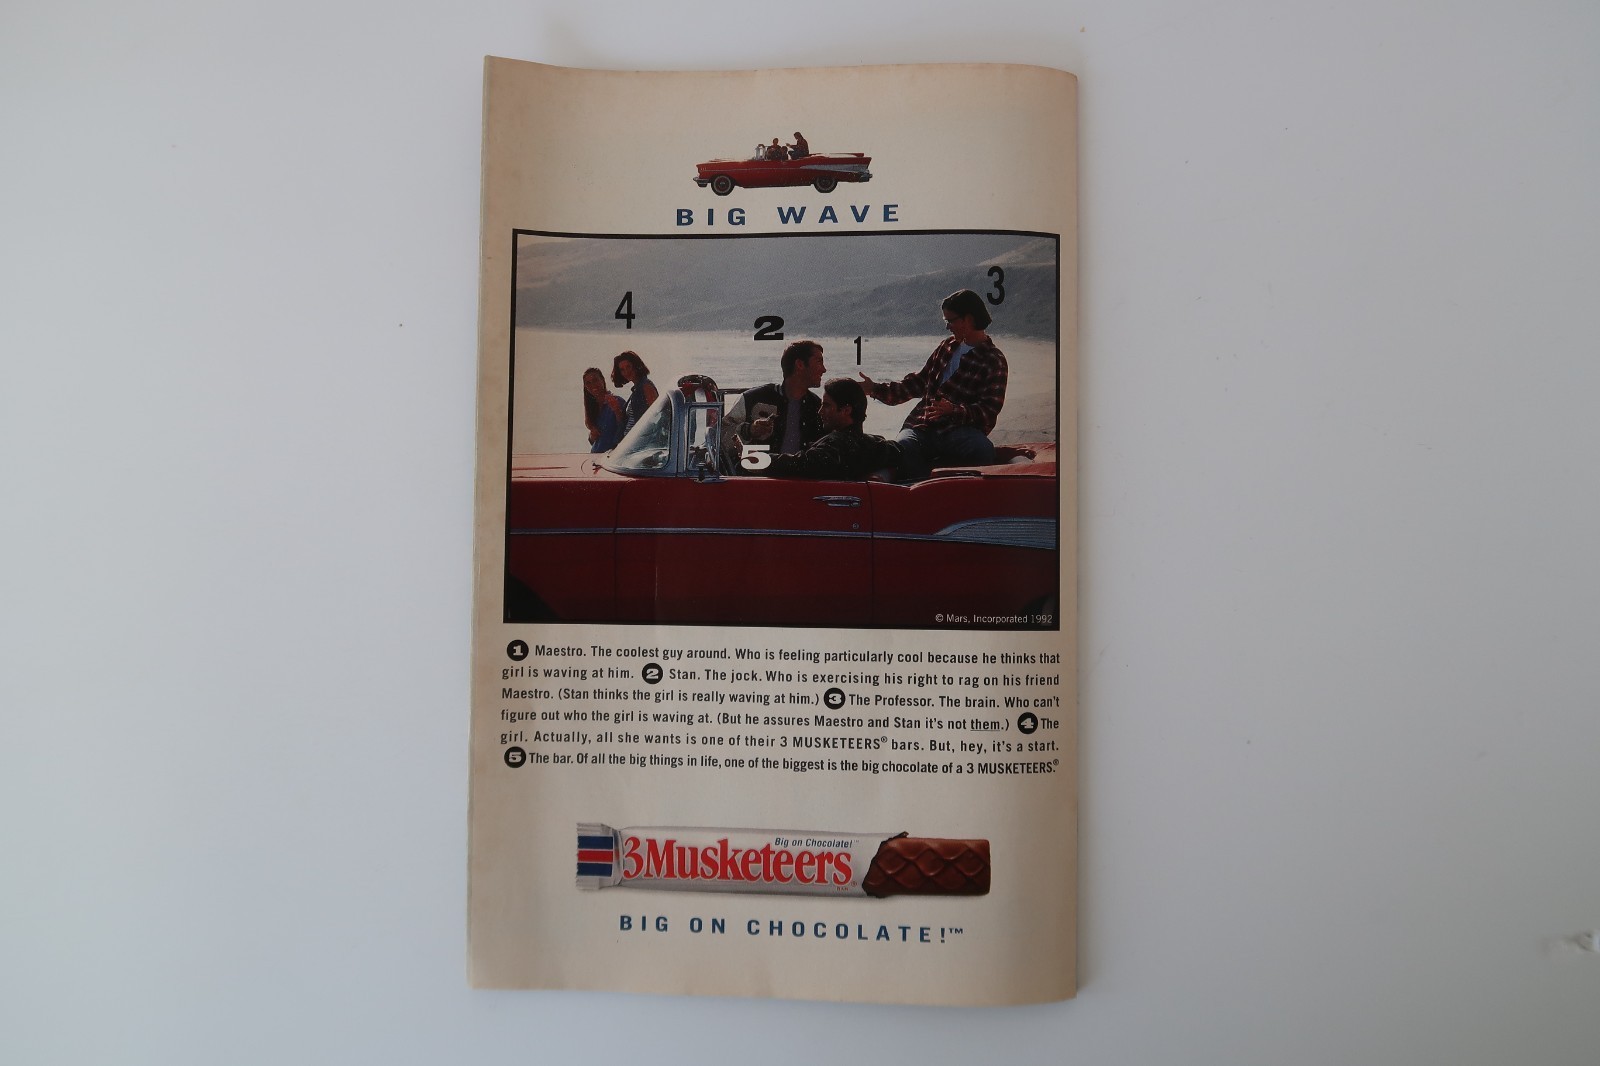 BIG WAVE
4
3
2
1
5
© Mars, Incorporated 1992
1 Maestro. The coolest guy around. Who is feeling particularly cool because he thinks that
girl is waving at him. 2 Stan. The jock. Who is exercising his right to rag on his friend
Maestro. (Stan thinks the girl is really waving at him.) 3 The Professor. The brain. Who can't
figure out who the girl is waving at. (But he assures Maestro and Stan it's not them.) 4 The
girl. Actually, all she wants is one of their 3 MUSKETEERS® bars. But, hey, it's a start.
5 The bar. Of all the big things in life, one of the biggest is the big chocolate of a 3 MUSKETEERS.®
Big on Chocolate!™
3Musketeers®
BAR
BIG ON CHOCOLATE!™